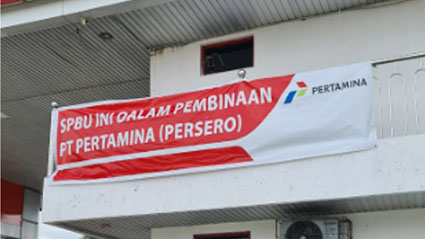 SPBU INI DALAM PEMBINAAN
PT PERTAMINA (PERSERO)
PERTAMINA